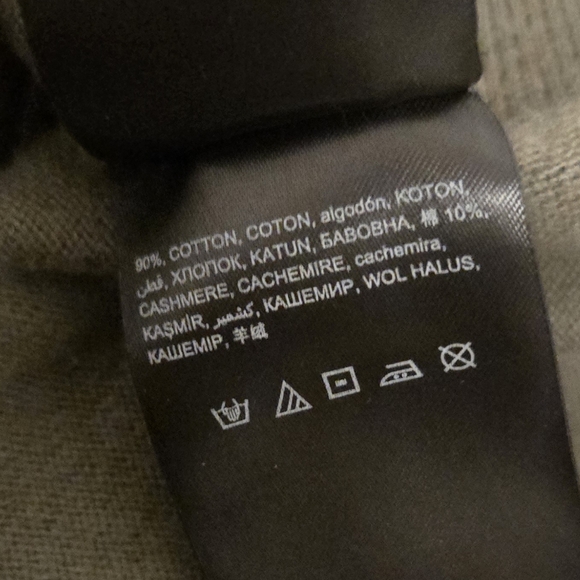 90%, COTTON, COTON, algodón, KOTON,
قطن, ХЛОПОК, KATUN, БАВОВНА, 棉 10%,
CASHMERE, CACHEMIRE, cachemira,
KAŞMİR, كشمير, КАШЕМИР, WOL HALUS,
КАШЕМІР, 羊绒